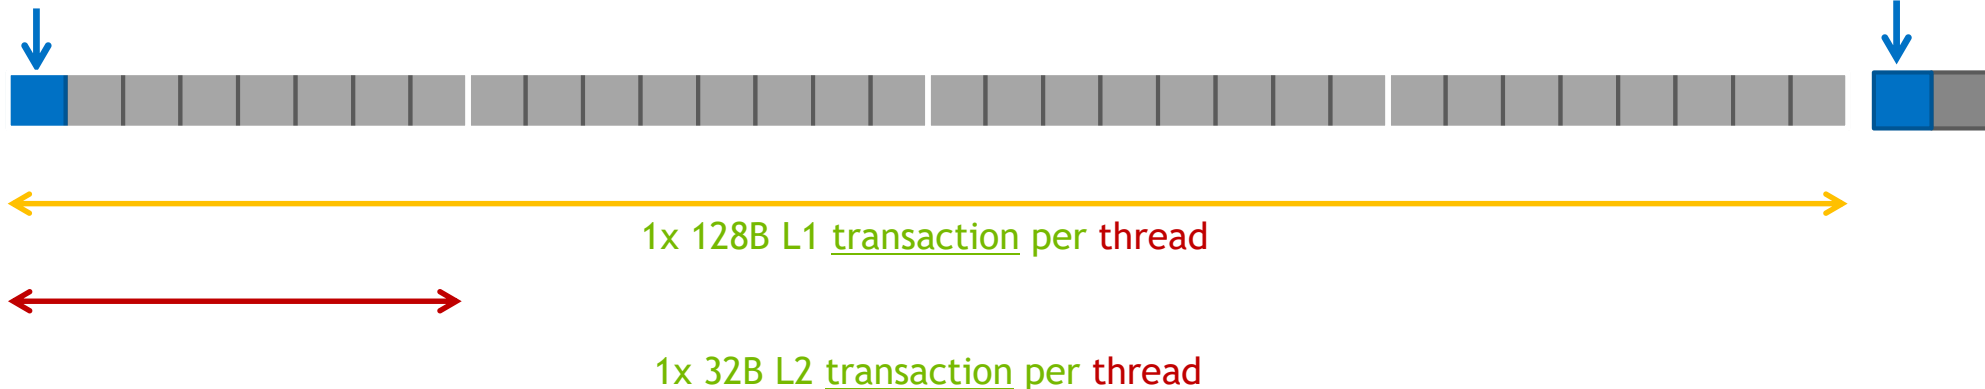 1x 128B L1 transaction per thread
1x 32B L2 transaction per thread